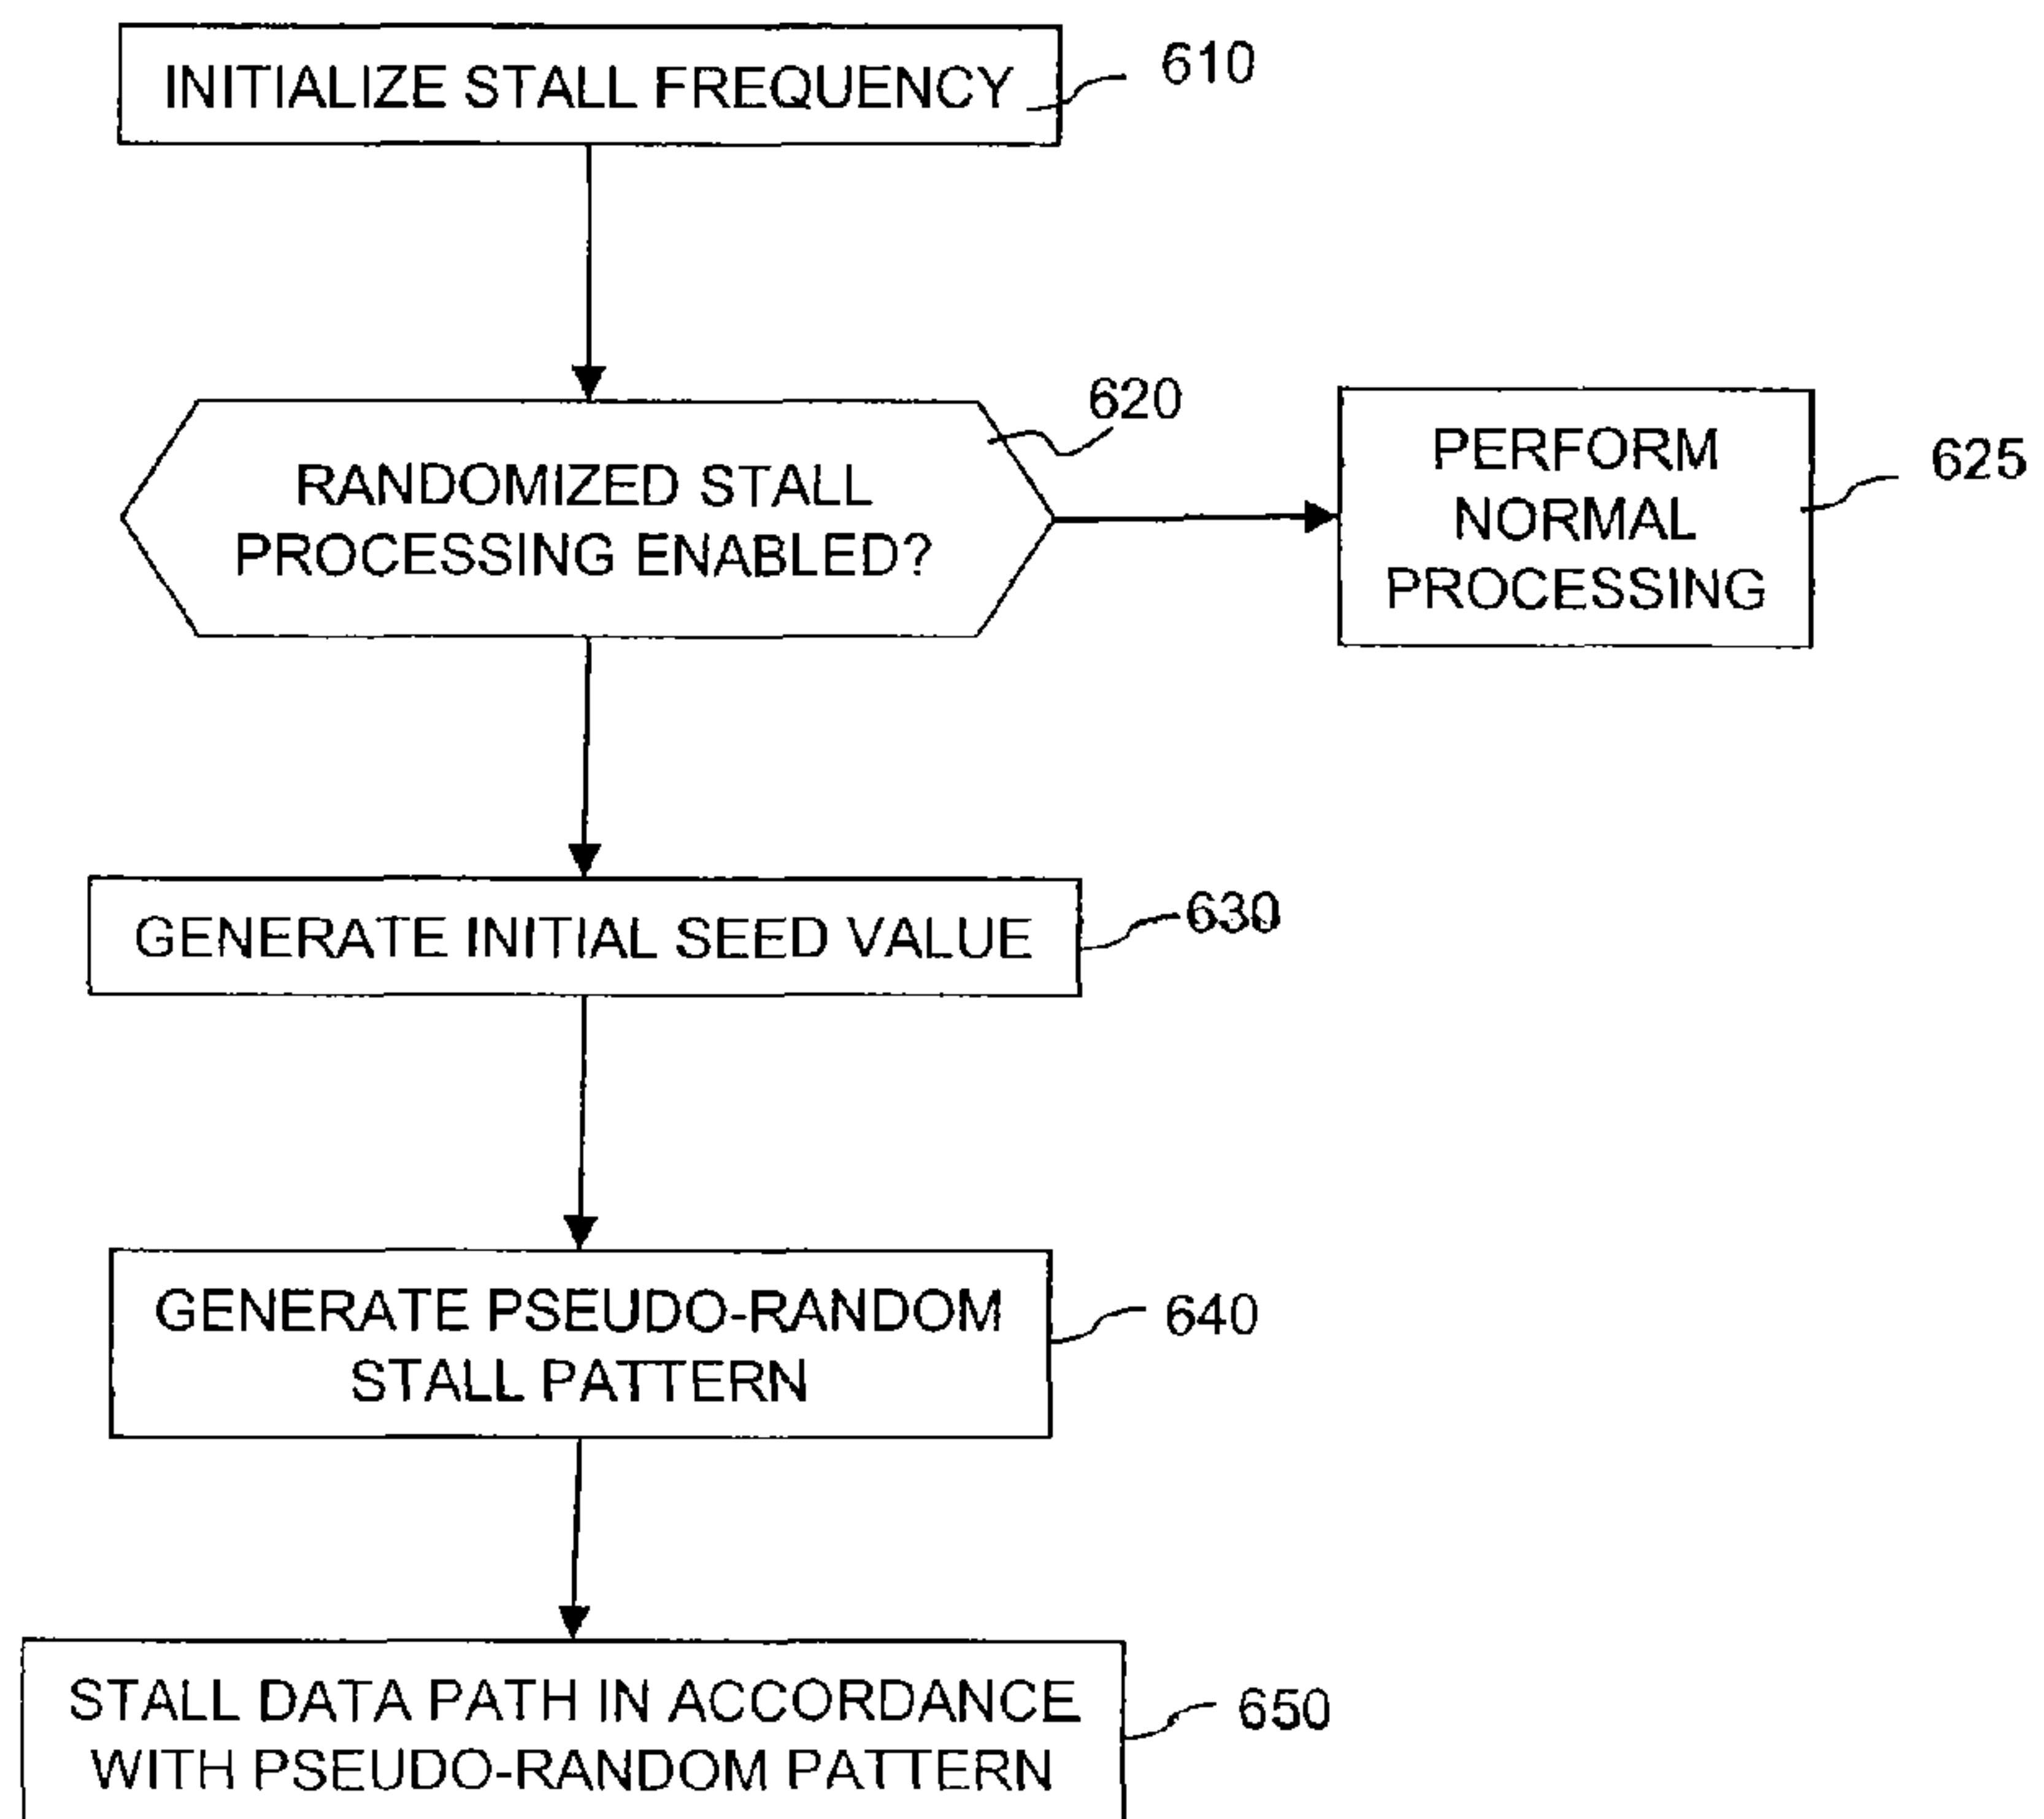 INITIALIZE STALL FREQUENCY
610
620
RANDOMIZED STALL
PROCESSING ENABLED?
PERFORM
NORMAL
PROCESSING
625
GENERATE INITIAL SEED VALUE
630
GENERATE PSEUDO-RANDOM
STALL PATTERN
640
STALL DATA PATH IN ACCORDANCE
WITH PSEUDO-RANDOM PATTERN
650